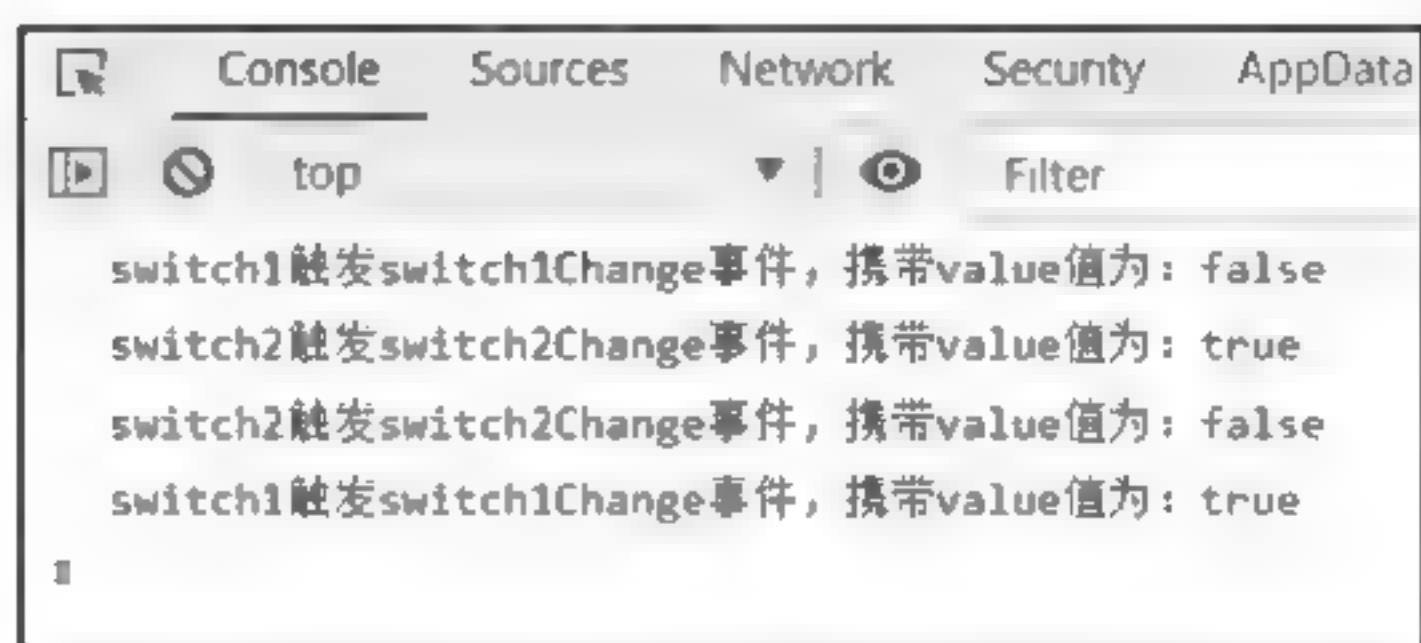 Console Sources Network Security AppData
top Filter
switch1触发switch1Change事件，携带value值为：false
switch2触发switch2Change事件，携带value值为：true
switch2触发switch2Change事件，携带value值为：false
switch1触发switch1Change事件，携带value值为：true